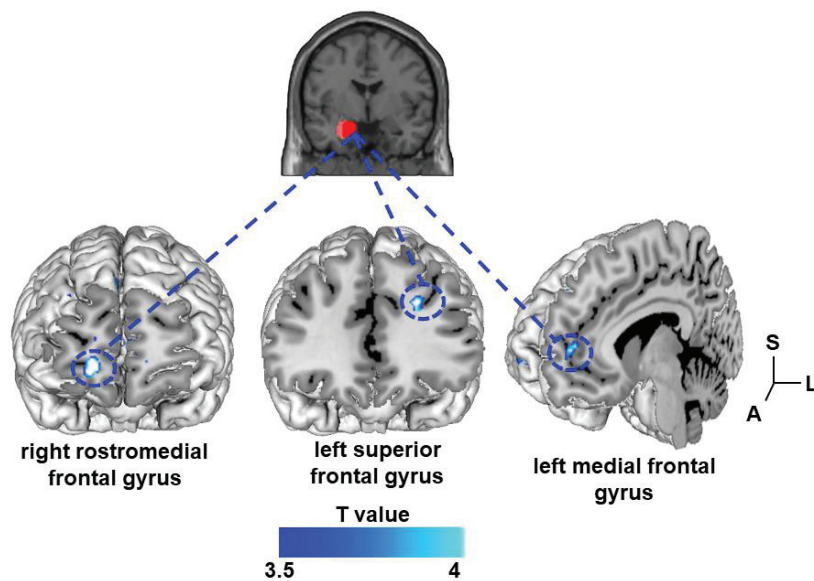 S
L
A
right rostromedial
frontal gyrus
left superior
frontal gyrus
left medial frontal
gyrus
T value
3.5
4